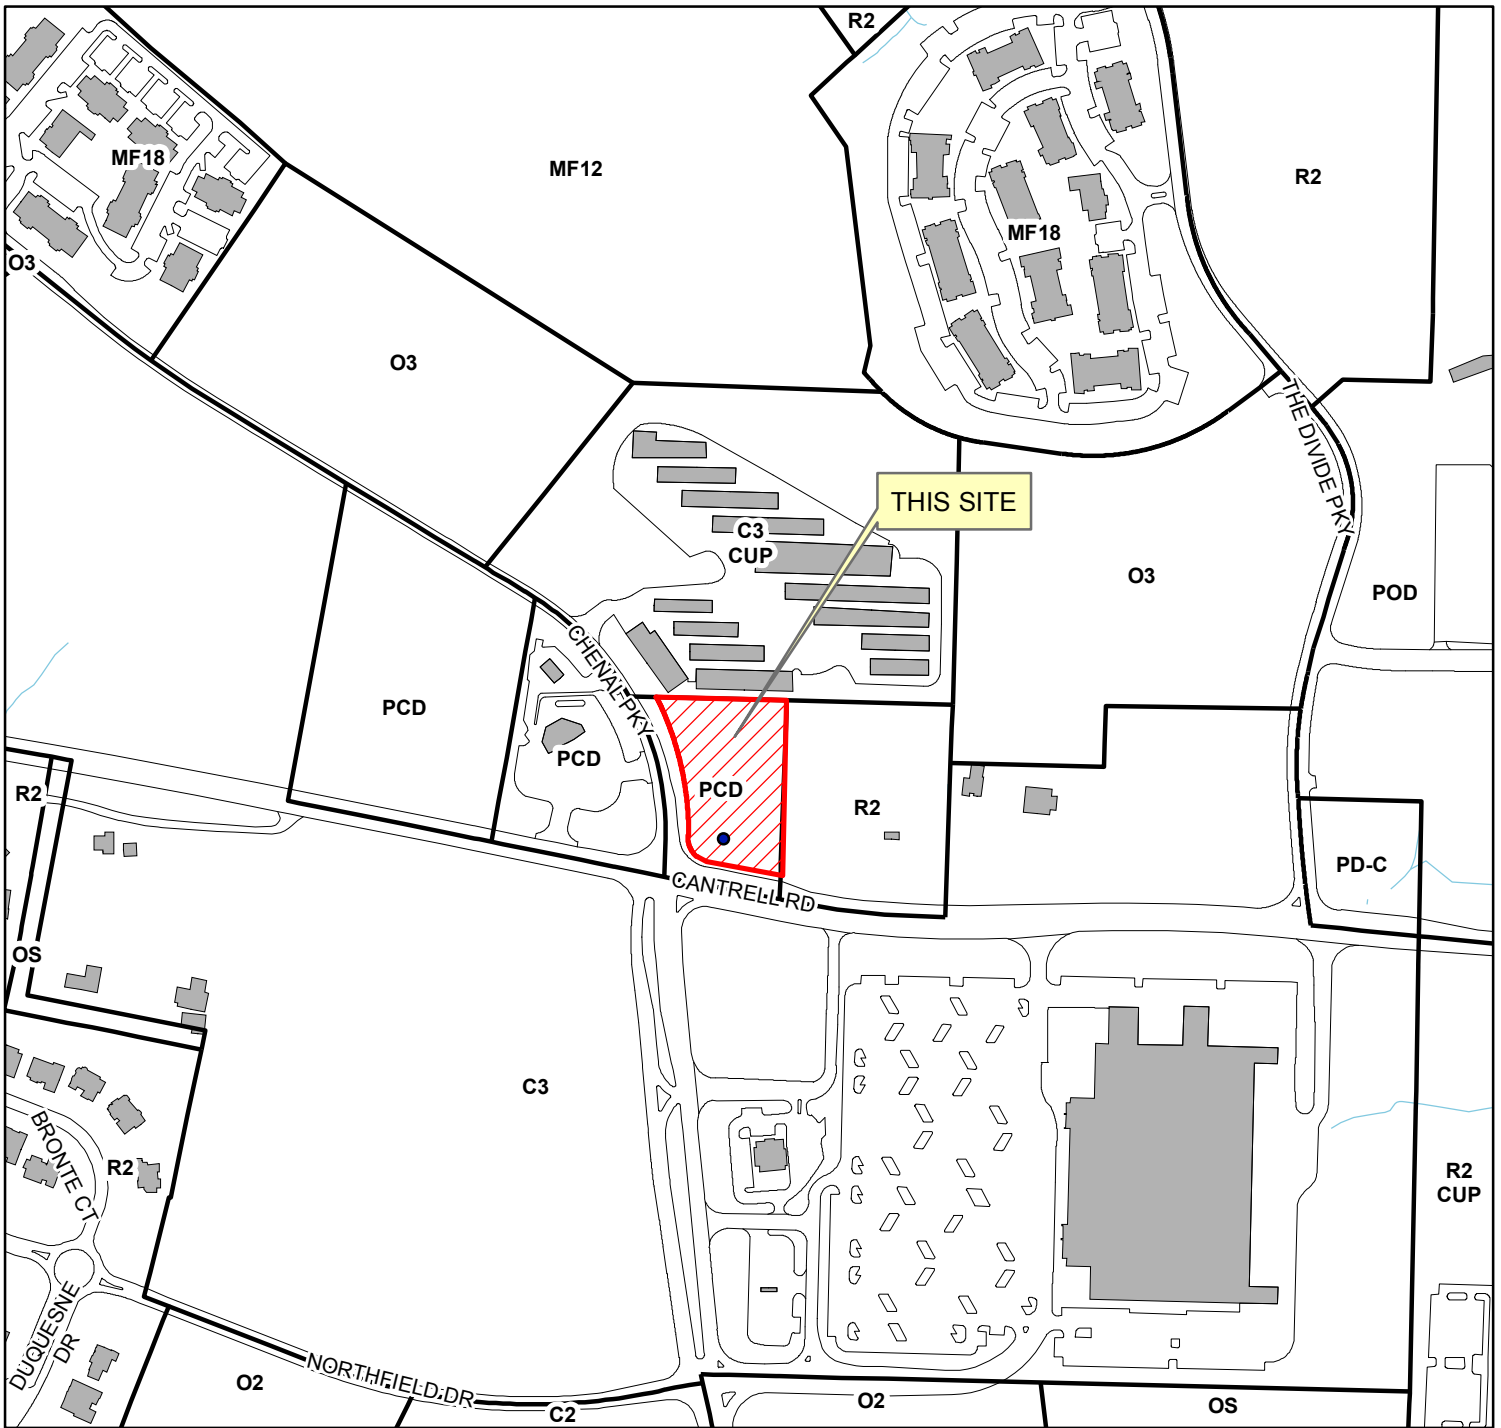 R2
MF18
MF12
R2
MF18
O3
O3
THE DIVIDE PKY
THIS SITE
C3
CUP
O3
POD
CHENAL PKY
PCD
PCD
PCD
R2
R2
PD-C
CANTRELL RD
OS
C3
BRONTE CT
R2
R2
CUP
DUQUESNE
DR
NORTHFIELD DR
O2
C2
O2
OS